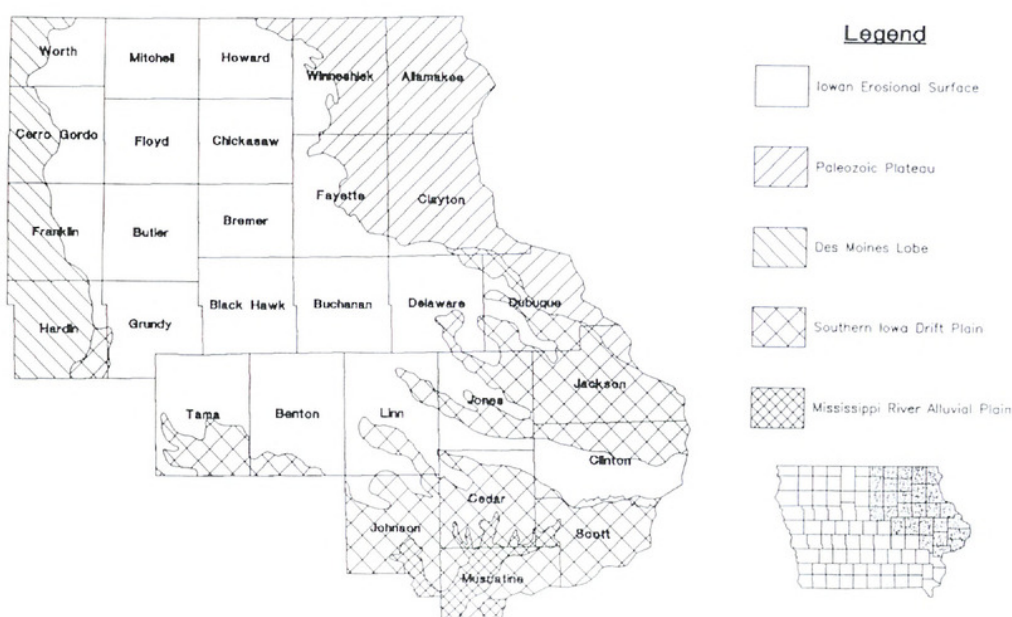 Legend
Worth
Mitchell
Howard
Winneshiek
Allamakee
Iowan Erosional Surface
Cerro Gordo
Floyd
Chickasaw
Paleozoic Plateau
Fayette
Clayton
Franklin
Butler
Bremer
Des Moines Lobe
Hardin
Grundy
Black Hawk
Buchanan
Delaware
Dubuque
Southern Iowa Drift Plain
Tama
Benton
Linn
Jones
Jackson
Mississippi River Alluvial Plain
Clinton
Johnson
Cedar
Scott
Muscatine